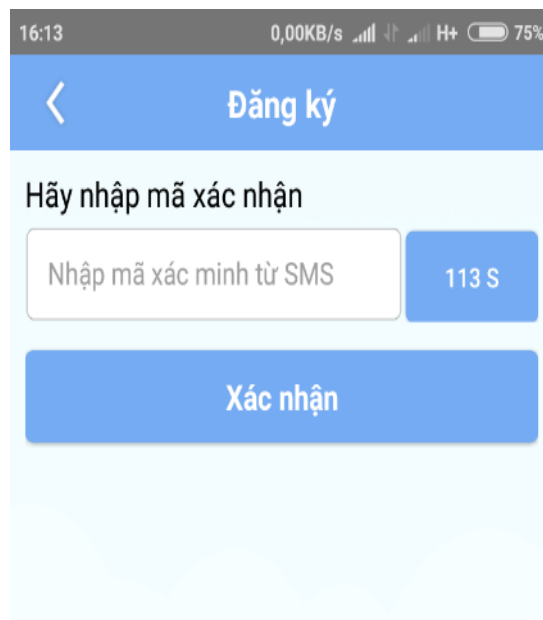 16:13 0,00KB/s H+ 75%
Đăng ký
Hãy nhập mã xác nhận
Nhập mã xác minh từ SMS 113 S
Xác nhận